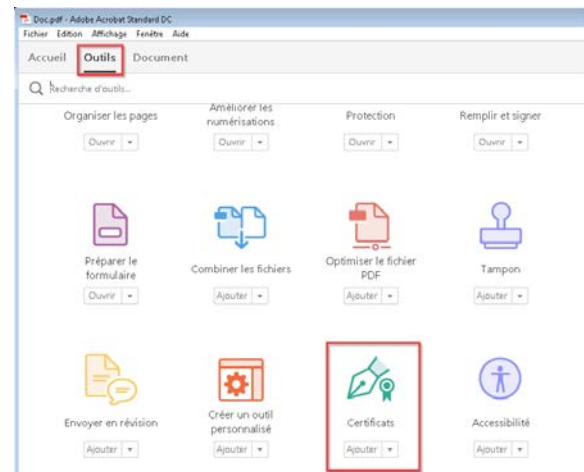 Doc.pdf - Adobe Acrobat Standard DC
Fichier Edition Affichage Fenêtre Aide
Accueil Outils Document
Recherche d'outils...
Organiser les pages
Améliorer les
numérisations
Protection
Remplir et signer
Ouvrir
Ouvrir
Ouvrir
Ouvrir
Préparer le
formulaire
Combiner les fichiers
Optimiser le fichier
PDF
Tampon
Ouvrir
Ajouter
Ajouter
Ajouter
Envoyer en révision
Créer un outil
personnalisé
Certificats
Accessibilité
Ajouter
Ajouter
Ajouter
Ajouter